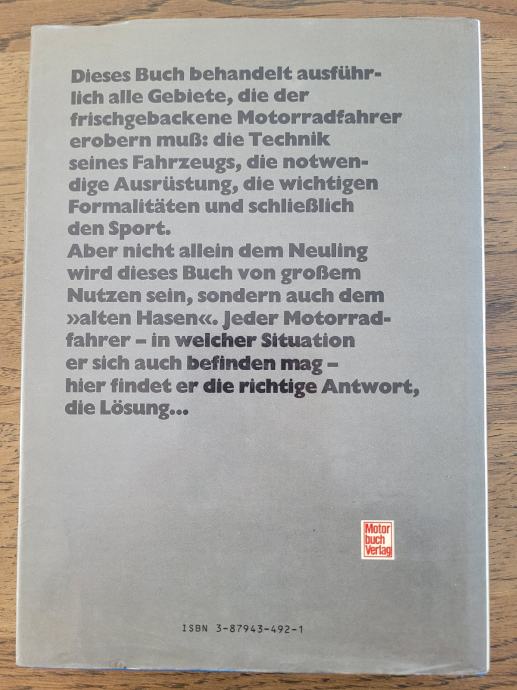 Dieses Buch behandelt ausführ-
lich alle Gebiete, die der
frischgebackene Motorradfahrer
erobern muß: die Technik
seines Fahrzeugs, die notwen-
dige Ausrüstung, die wichtigen
Formalitäten und schließlich
den Sport.
Aber nicht allein dem Neuling
wird dieses Buch von großem
Nutzen sein, sondern auch dem
»alten Hasen«. Jeder Motorrad-
fahrer – in welcher Situation
er sich auch befinden mag –
hier findet er die richtige Antwort,
die Lösung...
Motor
buch
Verlag
ISBN 3-87943-492-1